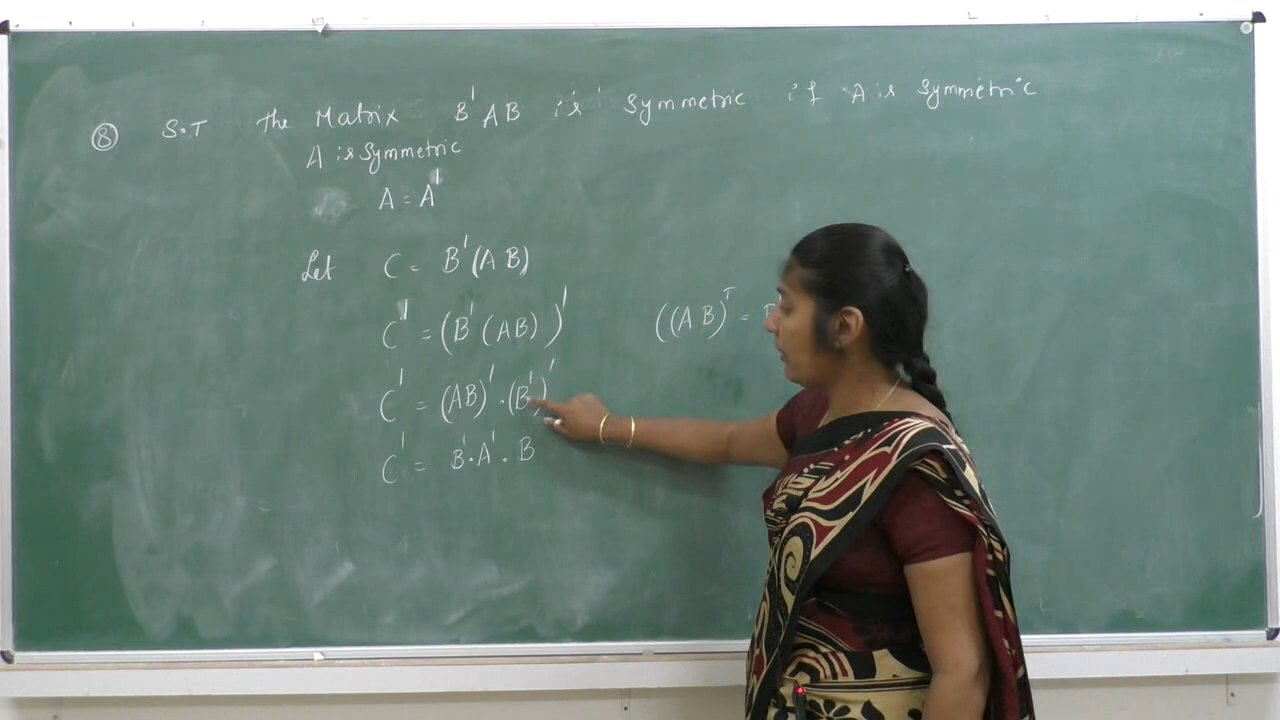 ⑧ S.T The Matrix B'AB is symmetric if A is symmetric
A is symmetric
A = A'
Let C = B'(AB)
C' = (B'(AB))'
((AB)ᵀ =
C' = (AB)' . (B')'
C' = B'. A' . B